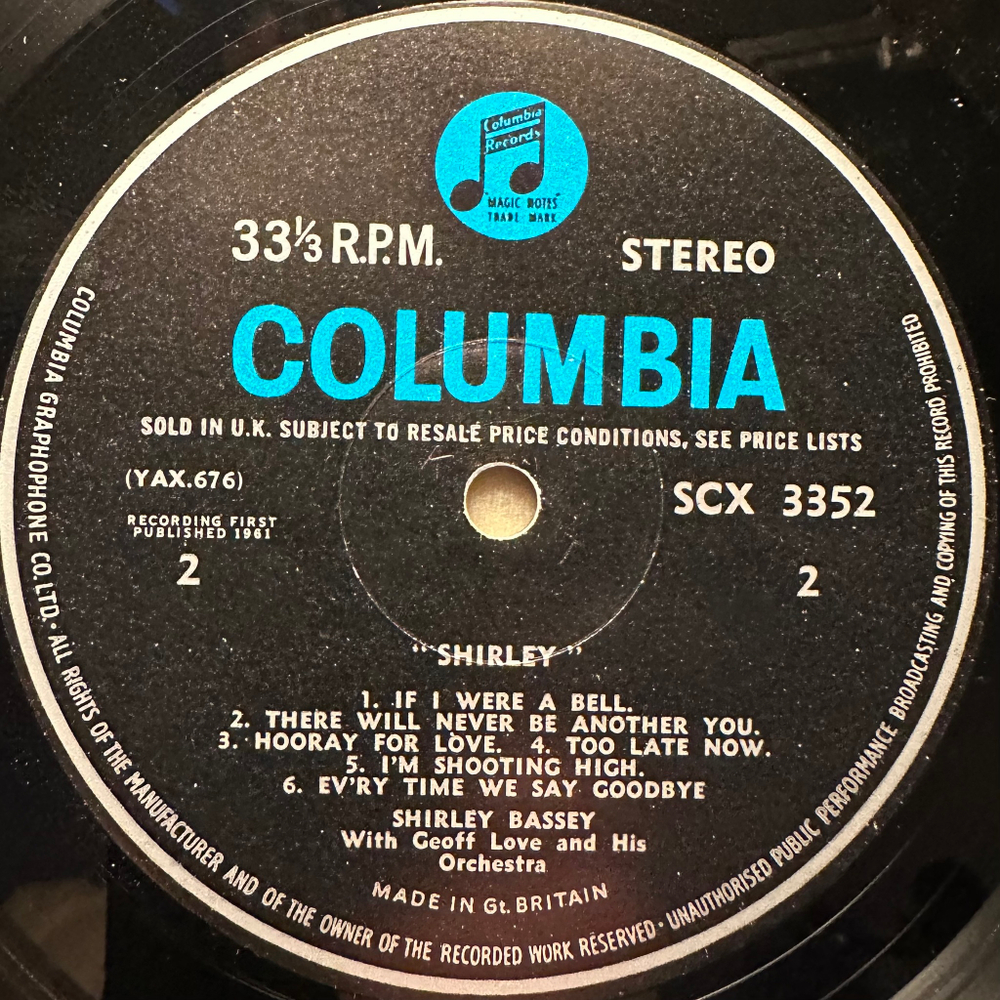 Columbia
Records
"MAGIC NOTES"
TRADE MARK
33⅓ R.P.M.
STEREO
COLUMBIA
SOLD IN U.K. SUBJECT TO RESALE PRICE CONDITIONS, SEE PRICE LISTS
(YAX.676)
SCX 3352
RECORDING FIRST
PUBLISHED 1961
2
2
"SHIRLEY"
1. IF I WERE A BELL.
2. THERE WILL NEVER BE ANOTHER YOU.
3. HOORAY FOR LOVE. 4. TOO LATE NOW.
5. I'M SHOOTING HIGH.
6. EV'RY TIME WE SAY GOODBYE
SHIRLEY BASSEY
With Geoff Love and His
Orchestra
MADE IN Gt. BRITAIN
COLUMBIA GRAPHOPHONE CO. LTD. · ALL RIGHTS OF THE MANUFACTURER AND OF THE OWNER OF THE RECORDED WORK RESERVED · UNAUTHORISED PUBLIC PERFORMANCE BROADCASTING AND COPYING OF THIS RECORD PROHIBITED